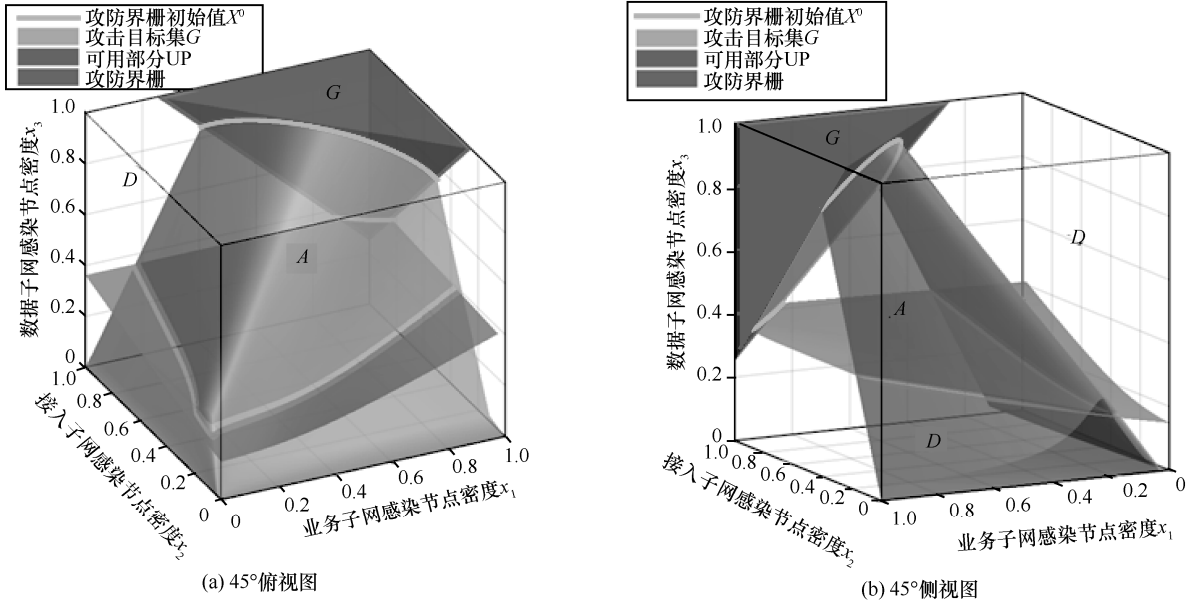 攻防界栅初始值X⁰
攻击目标集G
可用部分UP
攻防界栅
G
D
A
数据子网感染节点密度x₃
1.0
0.8
0.6
0.4
0.2
0
接入子网感染节点密度x₂
1.0
0.8
0.6
0.4
0.2
0
业务子网感染节点密度x₁
0
0.2
0.4
0.6
0.8
1.0
(a) 45°俯视图
攻防界栅初始值X⁰
攻击目标集G
可用部分UP
攻防界栅
G
D
A
D
数据子网感染节点密度x₃
1.0
0.8
0.6
0.4
0.2
0
接入子网感染节点密度x₂
1.0
0.8
0.6
0.4
0.2
0
业务子网感染节点密度x₁
1.0
0.8
0.6
0.4
0.2
0
(b) 45°侧视图